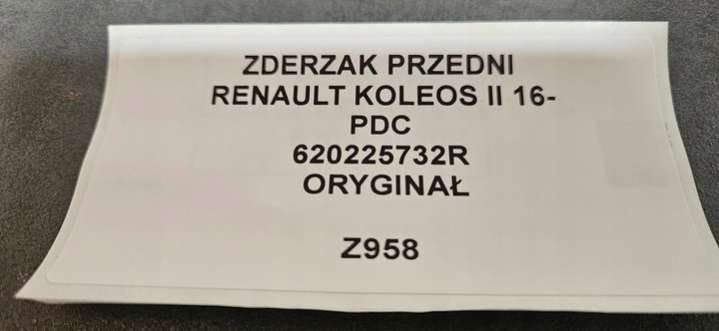 ZDERZAK PRZEDNI
RENAULT KOLEOS II 16-
PDC
620225732R
ORYGINAŁ
Z958